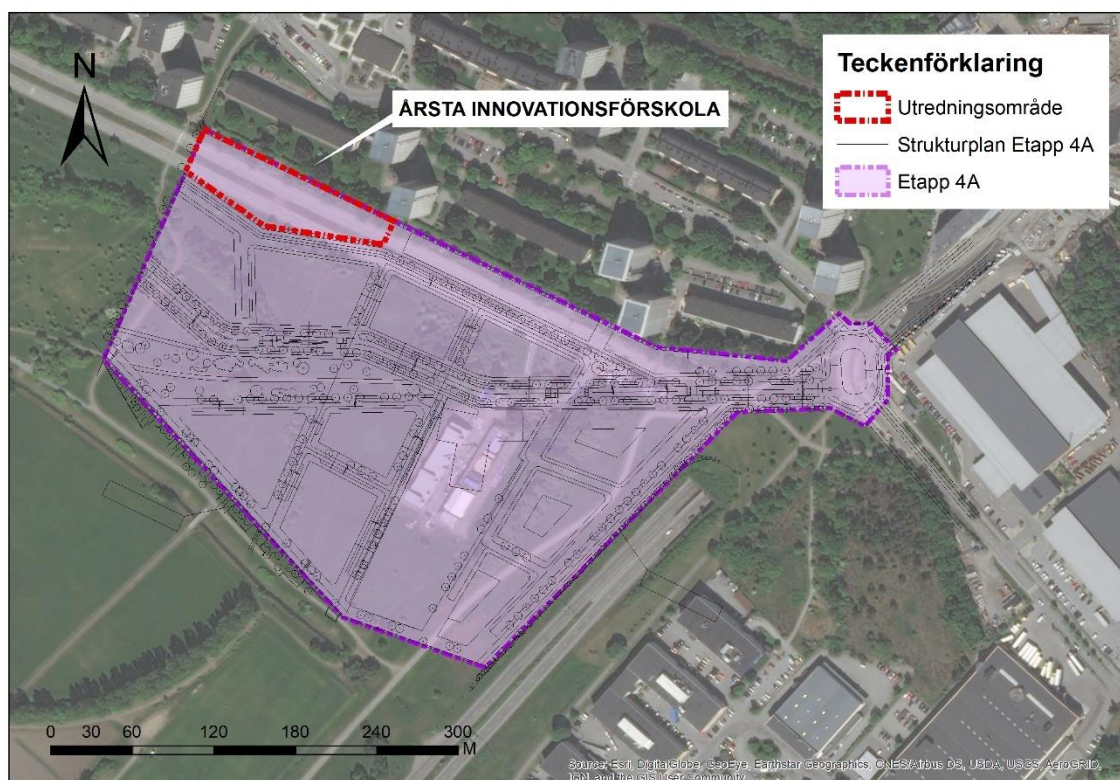 N
ÅRSTA INNOVATIONSFÖRSKOLA
Teckenförklaring
Utredningsområde
Strukturplan Etapp 4A
Etapp 4A
0 30 60 120 180 240 300
M
Source: Esri, DigitalGlobe, GeoEye, Earthstar Geographics, CNES/Airbus DS, USDA, USGS, AeroGRID,
IGN, and the GIS User Community